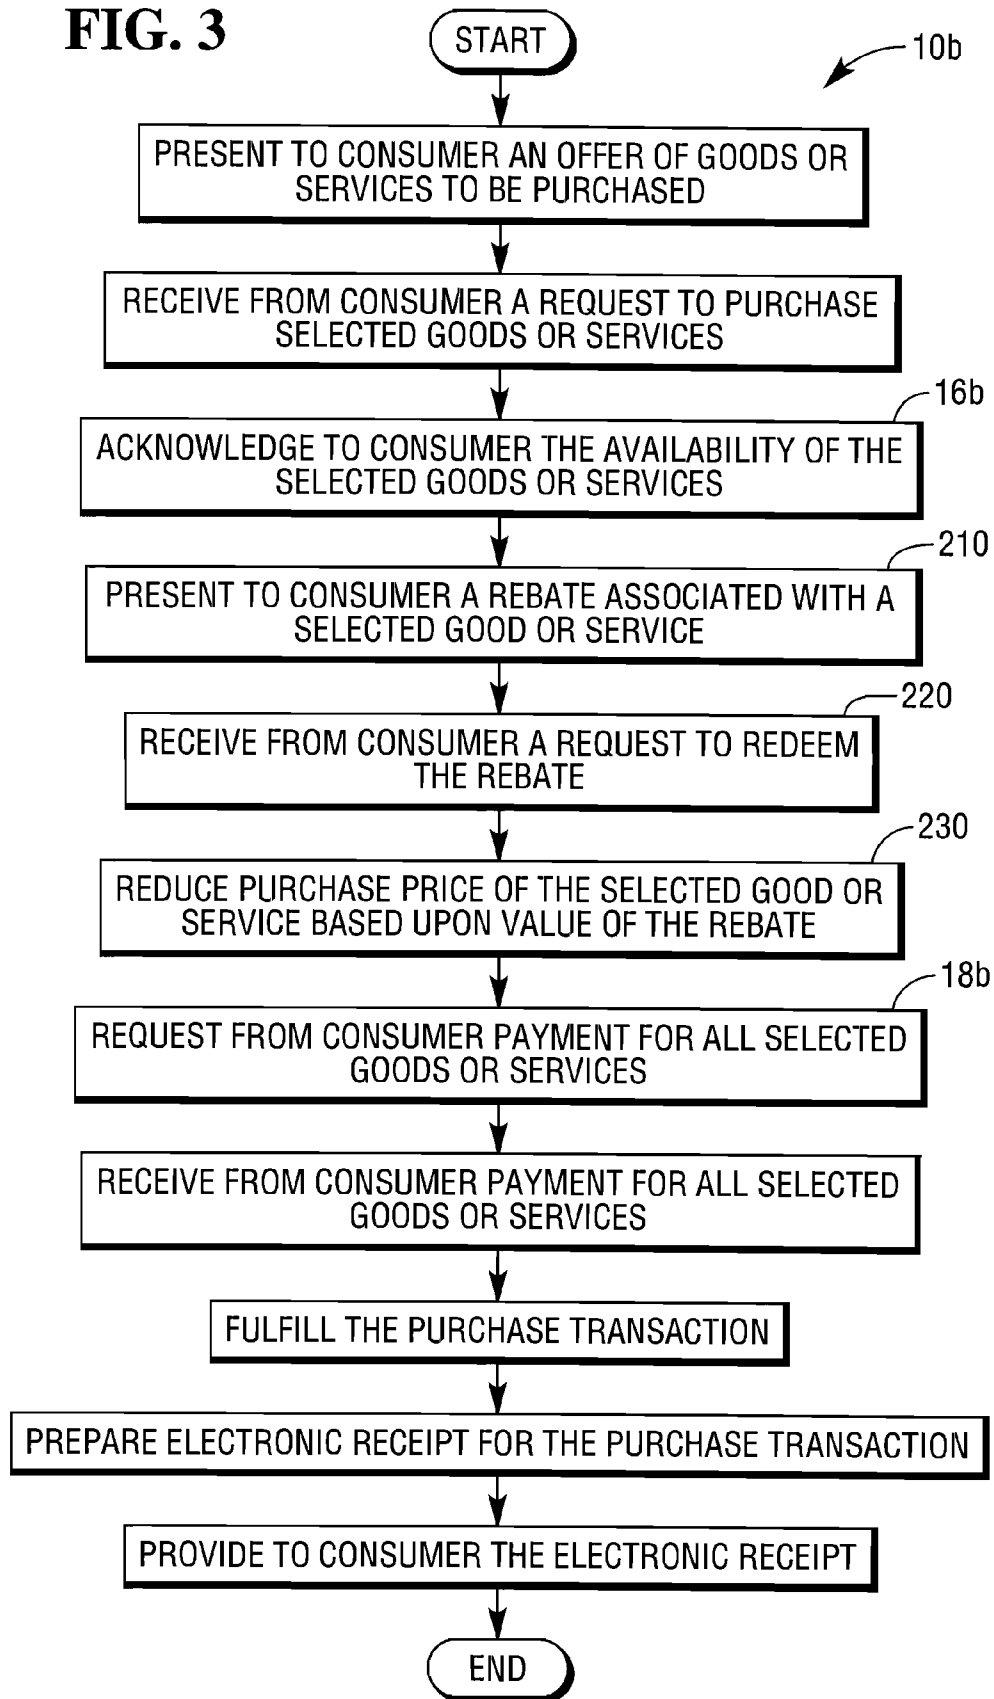 FIG. 3
START
10b
PRESENT TO CONSUMER AN OFFER OF GOODS OR
SERVICES TO BE PURCHASED
RECEIVE FROM CONSUMER A REQUEST TO PURCHASE
SELECTED GOODS OR SERVICES
16b
ACKNOWLEDGE TO CONSUMER THE AVAILABILITY OF THE
SELECTED GOODS OR SERVICES
210
PRESENT TO CONSUMER A REBATE ASSOCIATED WITH A
SELECTED GOOD OR SERVICE
220
RECEIVE FROM CONSUMER A REQUEST TO REDEEM
THE REBATE
230
REDUCE PURCHASE PRICE OF THE SELECTED GOOD OR
SERVICE BASED UPON VALUE OF THE REBATE
18b
REQUEST FROM CONSUMER PAYMENT FOR ALL SELECTED
GOODS OR SERVICES
RECEIVE FROM CONSUMER PAYMENT FOR ALL SELECTED
GOODS OR SERVICES
FULFILL THE PURCHASE TRANSACTION
PREPARE ELECTRONIC RECEIPT FOR THE PURCHASE TRANSACTION
PROVIDE TO CONSUMER THE ELECTRONIC RECEIPT
END